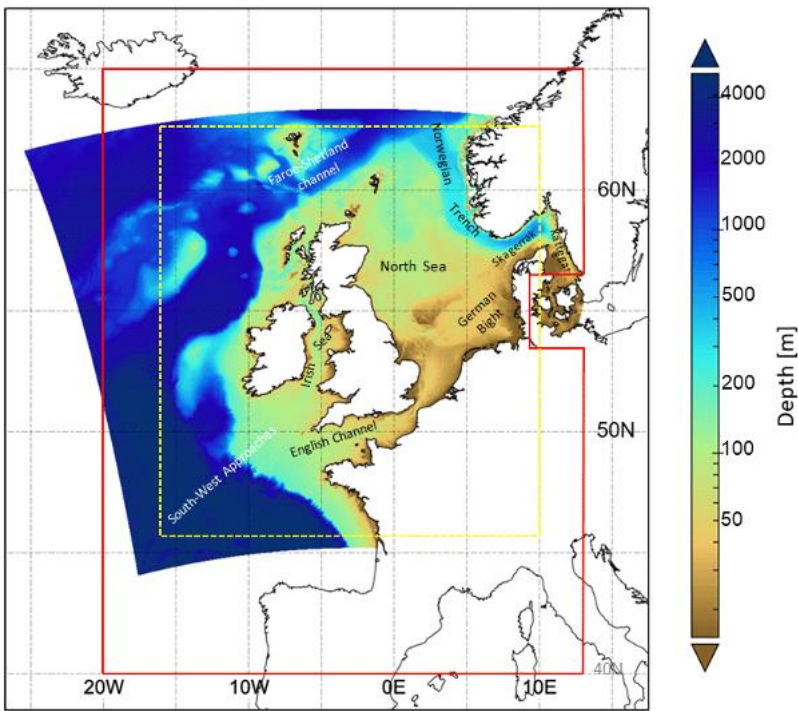 Faroe-Shetland
channel
Norwegian
Trench
Skagerrak
Kattegat
North Sea
German
Bight
Irish
Sea
English Channel
South-West Approaches
60N
50N
40N
20W
10W
0E
10E
4000
2000
1000
500
200
100
50
Depth [m]